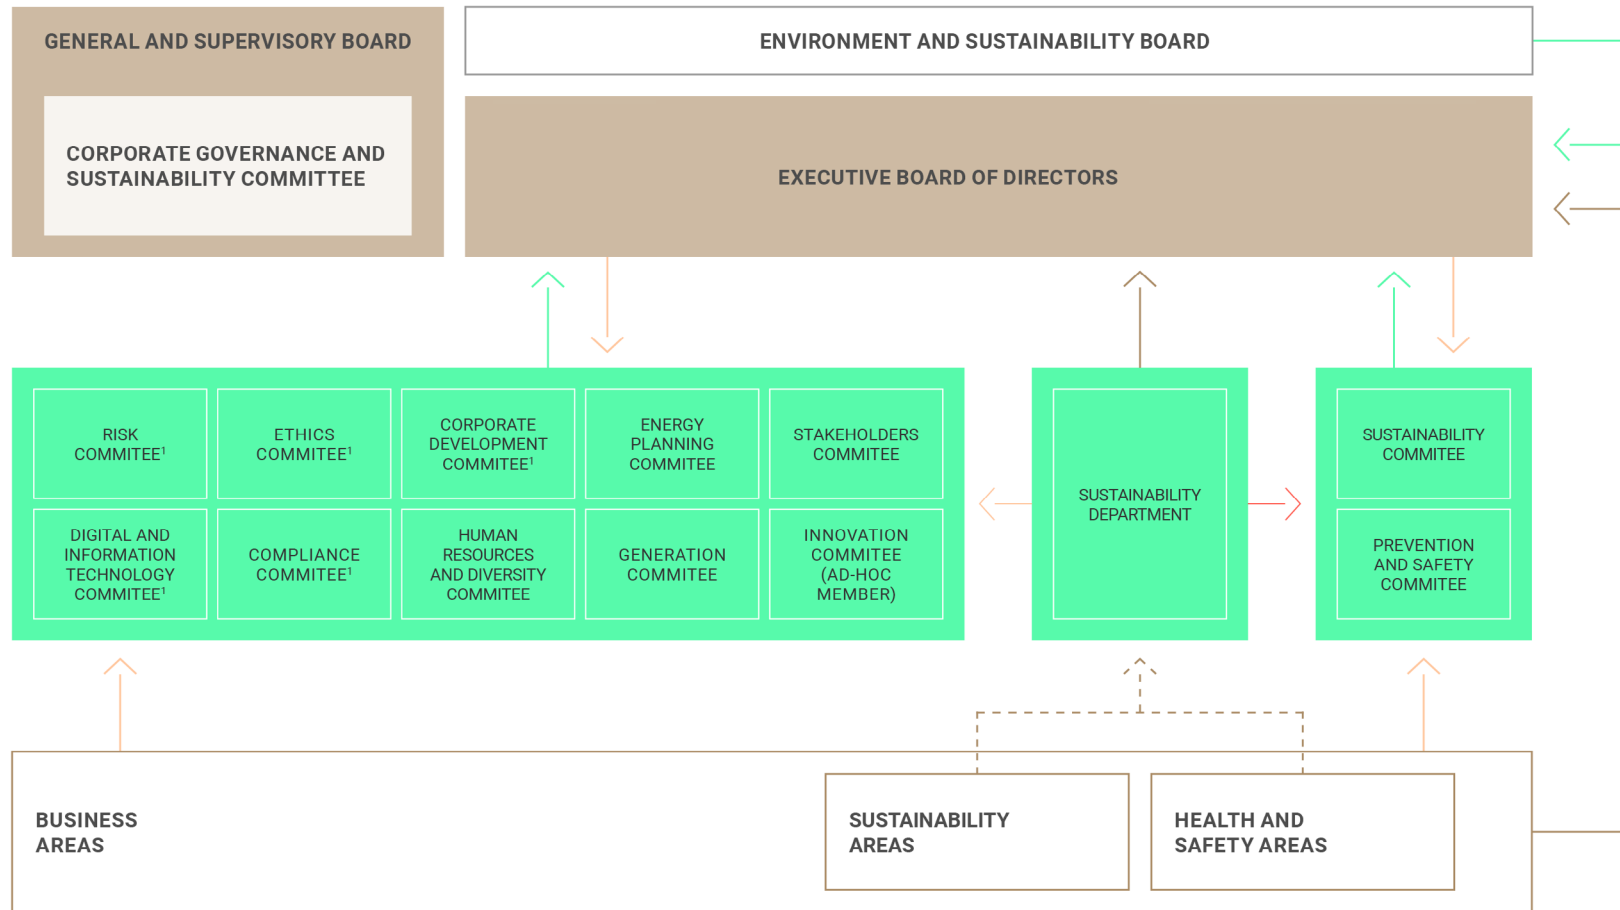 GENERAL AND SUPERVISORY BOARD
CORPORATE GOVERNANCE AND
SUSTAINABILITY COMMITTEE
ENVIRONMENT AND SUSTAINABILITY BOARD
EXECUTIVE BOARD OF DIRECTORS
RISK
COMMITEE¹
ETHICS
COMMITEE¹
CORPORATE
DEVELOPMENT
COMMITEE¹
ENERGY
PLANNING
COMMITEE
STAKEHOLDERS
COMMITEE
DIGITAL AND
INFORMATION
TECHNOLOGY
COMMITEE¹
COMPLIANCE
COMMITEE¹
HUMAN
RESOURCES
AND DIVERSITY
COMMITEE
GENERATION
COMMITEE
INNOVATION
COMMITEE
(AD-HOC
MEMBER)
SUSTAINABILITY
DEPARTMENT
SUSTAINABILITY
COMMITEE
PREVENTION
AND SAFETY
COMMITEE
BUSINESS
AREAS
SUSTAINABILITY
AREAS
HEALTH AND
SAFETY AREAS